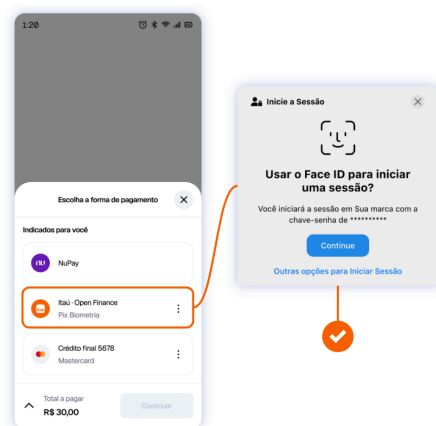 1:20
Escolha a forma de pagamento
Indicados para você
NuPay
Itaú - Open Finance
Pix Biometria
Crédito final 5678
Mastercard
Total a pagar
R$ 30,00
Continuar
Inicie a Sessão
Usar o Face ID para iniciar
uma sessão?
Você iniciará a sessão em Sua marca com a
chave-senha de **********
Continue
Outras opções para Iniciar Sessão